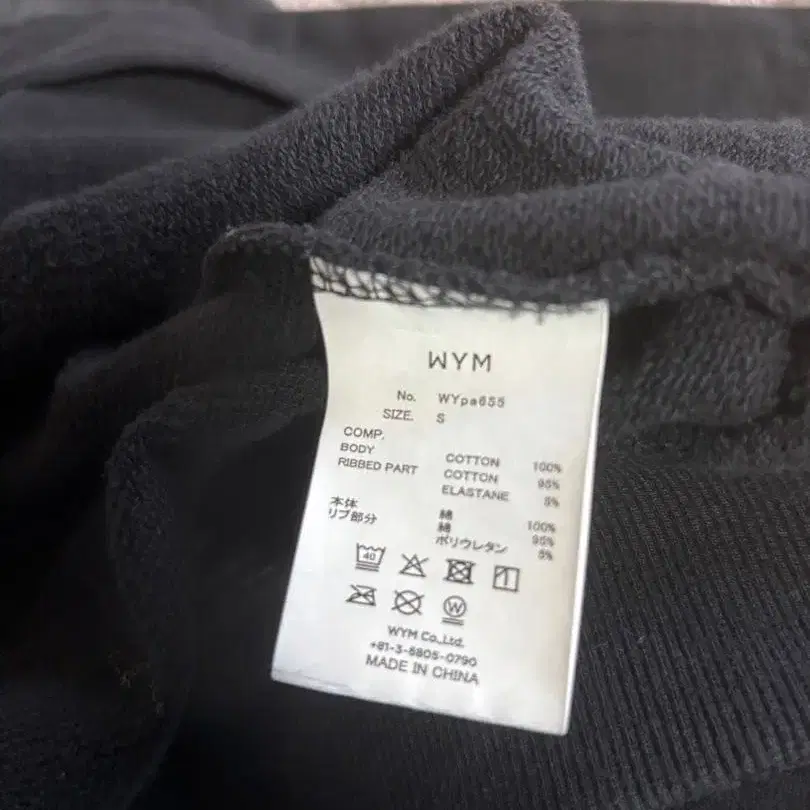 WYM
No. WYpa655
SIZE. S
COMP.
BODY COTTON 100%
RIBBED PART COTTON 95%
ELASTANE 5%
本体 綿 100%
リブ部分 綿 95%
ポリウレタン 5%
40
W
WYM Co.,Ltd.
+81-3-5805-0790
MADE IN CHINA